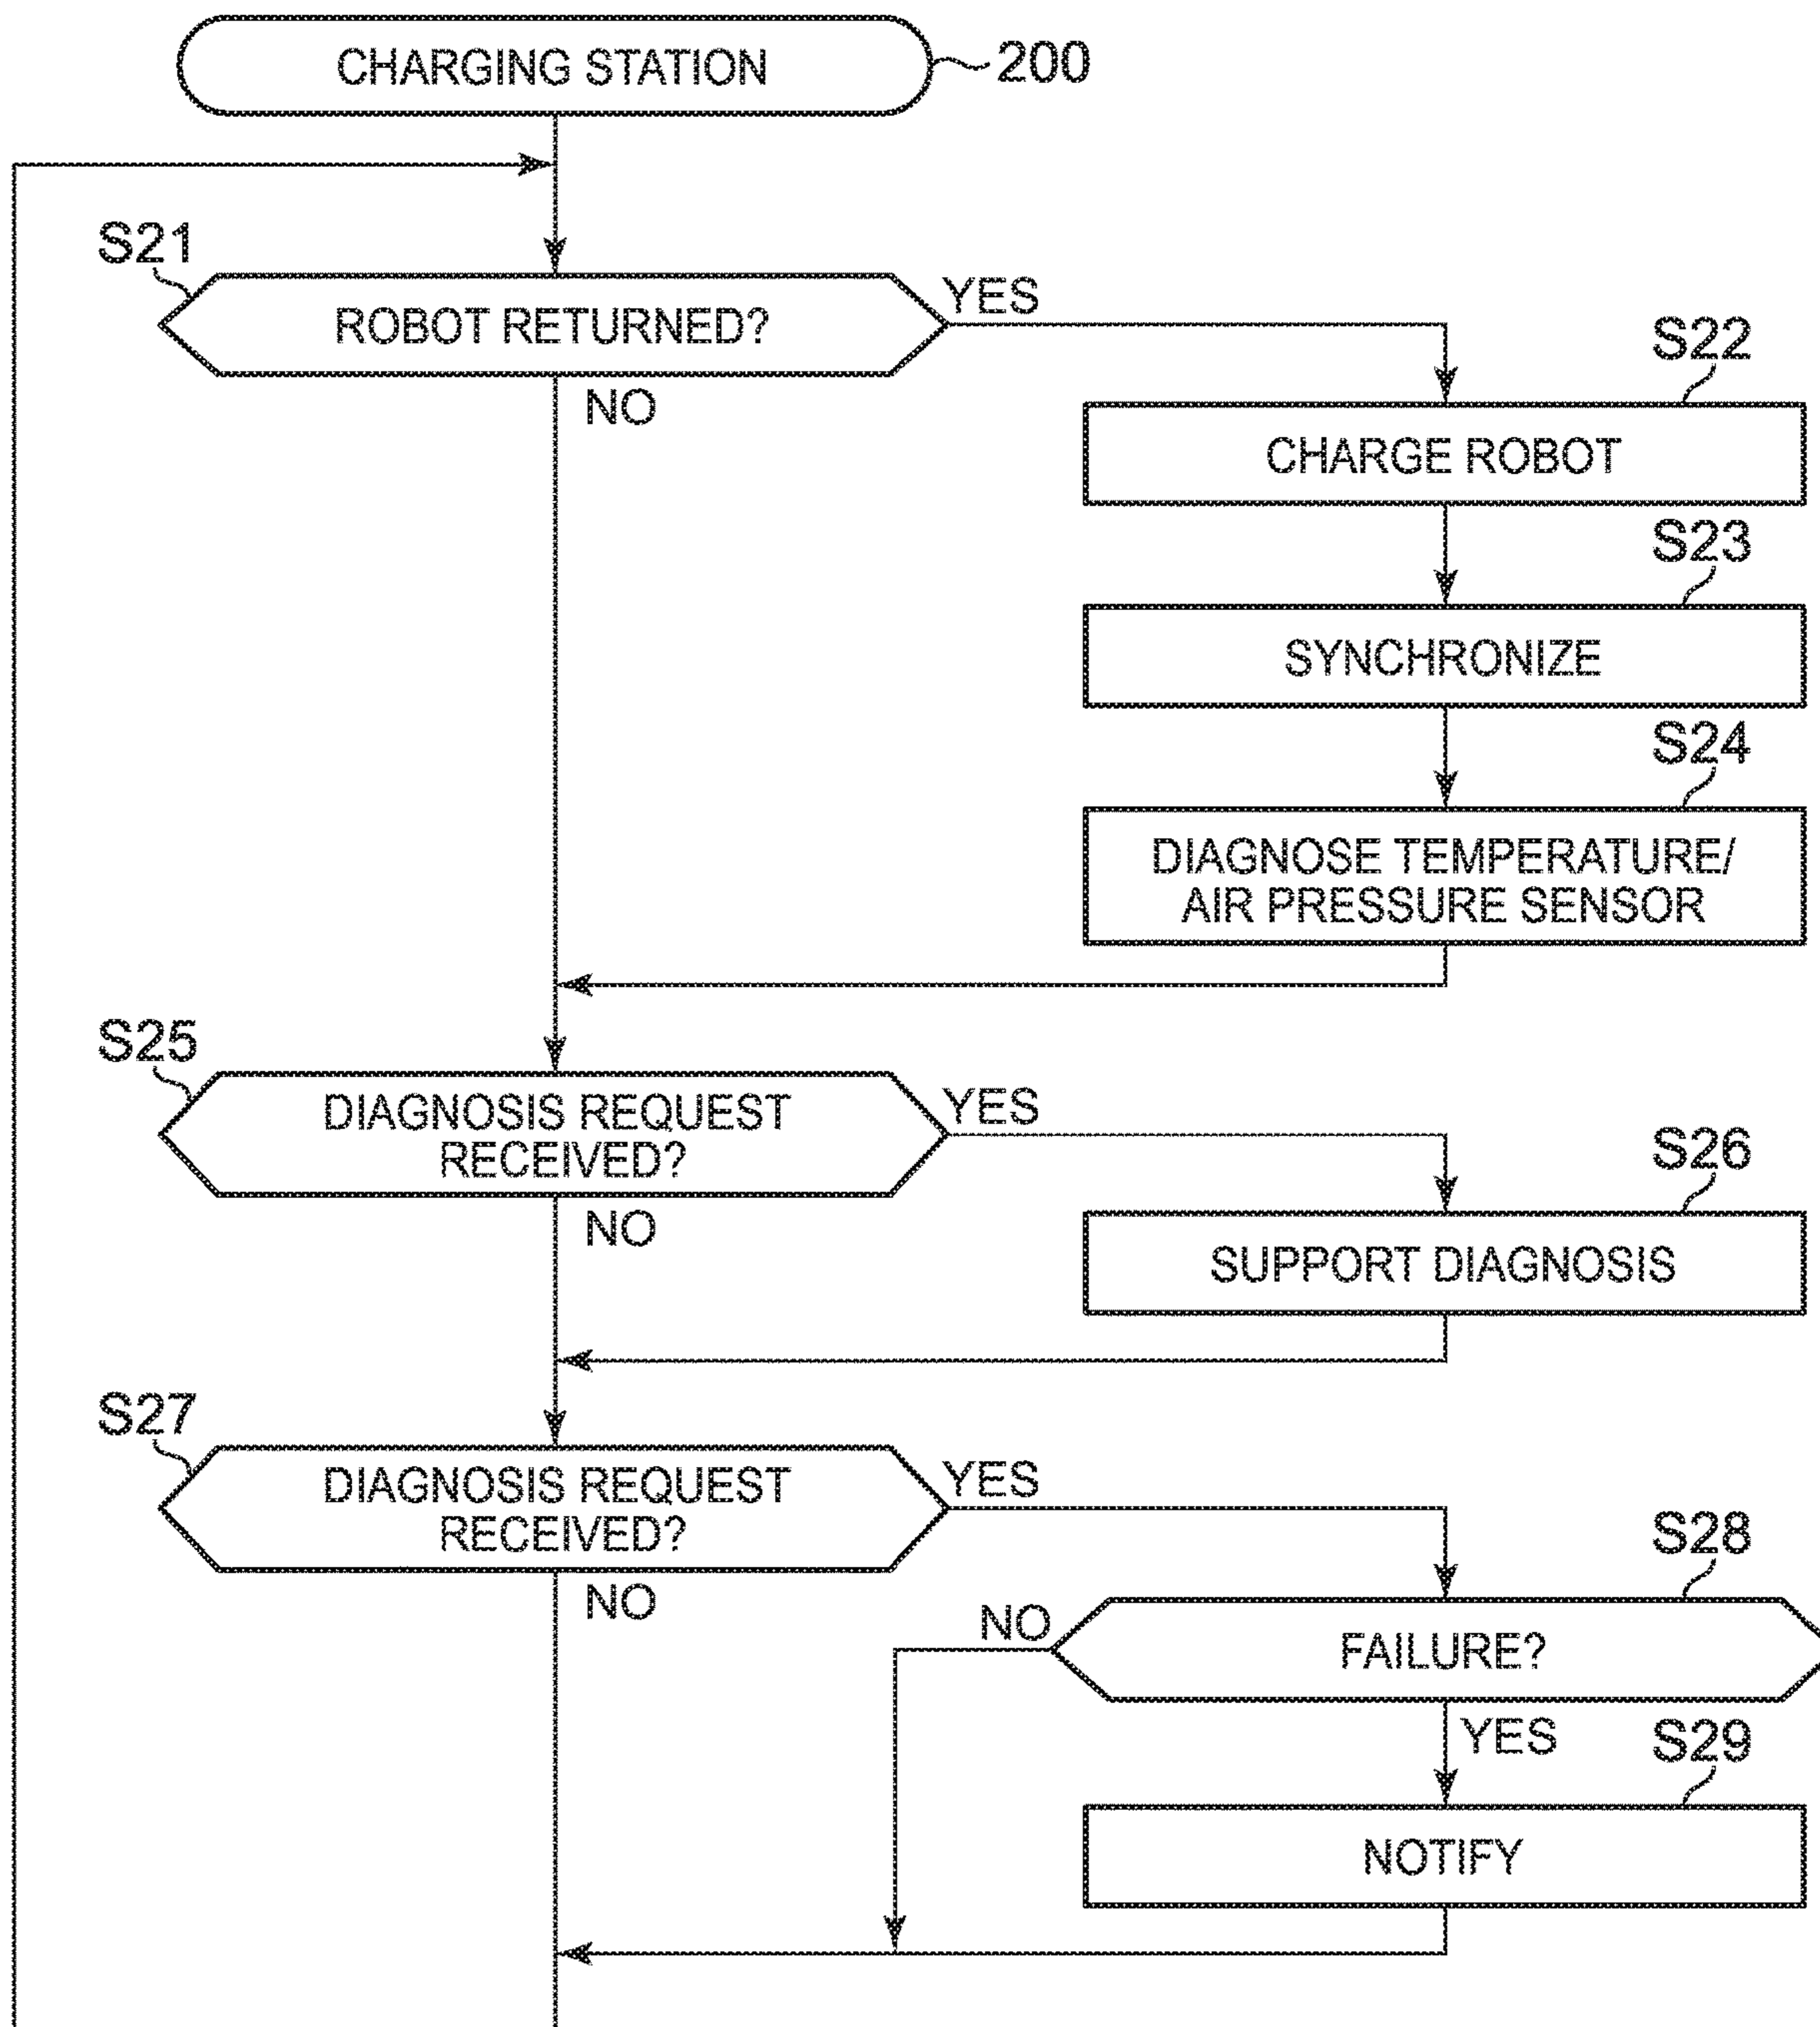 CHARGING STATION
200
S21
ROBOT RETURNED?
YES
NO
S22
CHARGE ROBOT
S23
SYNCHRONIZE
S24
DIAGNOSE TEMPERATURE/
AIR PRESSURE SENSOR
S25
DIAGNOSIS REQUEST
RECEIVED?
YES
NO
S26
SUPPORT DIAGNOSIS
S27
DIAGNOSIS REQUEST
RECEIVED?
YES
NO
S28
FAILURE?
NO
YES
S29
NOTIFY